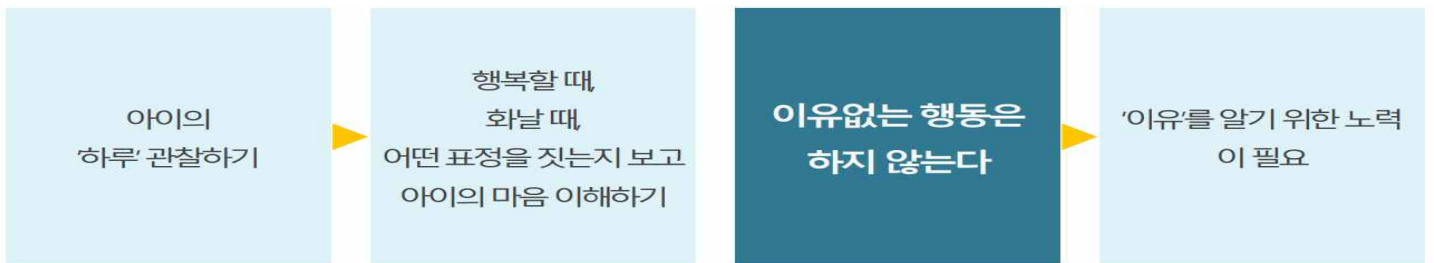 아이의
'하루' 관찰하기
행복할 때,
화날 때,
어떤 표정을 짓는지 보고
아이의 마음 이해하기
이유없는 행동은
하지 않는다
'이유'를 알기 위한 노력
이 필요